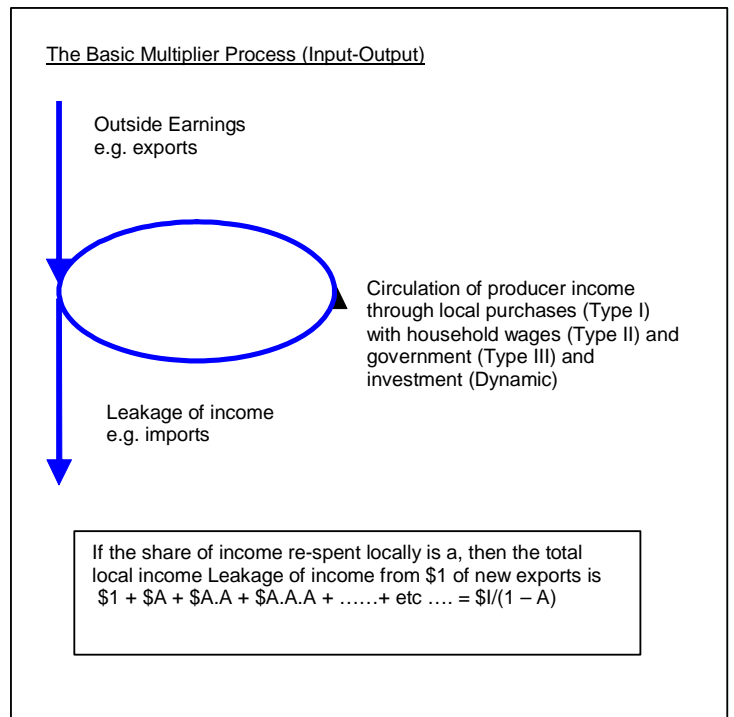 The Basic Multiplier Process (Input-Output)
Outside Earnings
e.g. exports
Circulation of producer income
through local purchases (Type I)
with household wages (Type II) and
government (Type III) and
investment (Dynamic)
Leakage of income
e.g. imports
If the share of income re-spent locally is a, then the total
local income Leakage of income from $1 of new exports is
$1 + $A + $A.A + $A.A.A + ……+ etc …. = $I/(1 – A)